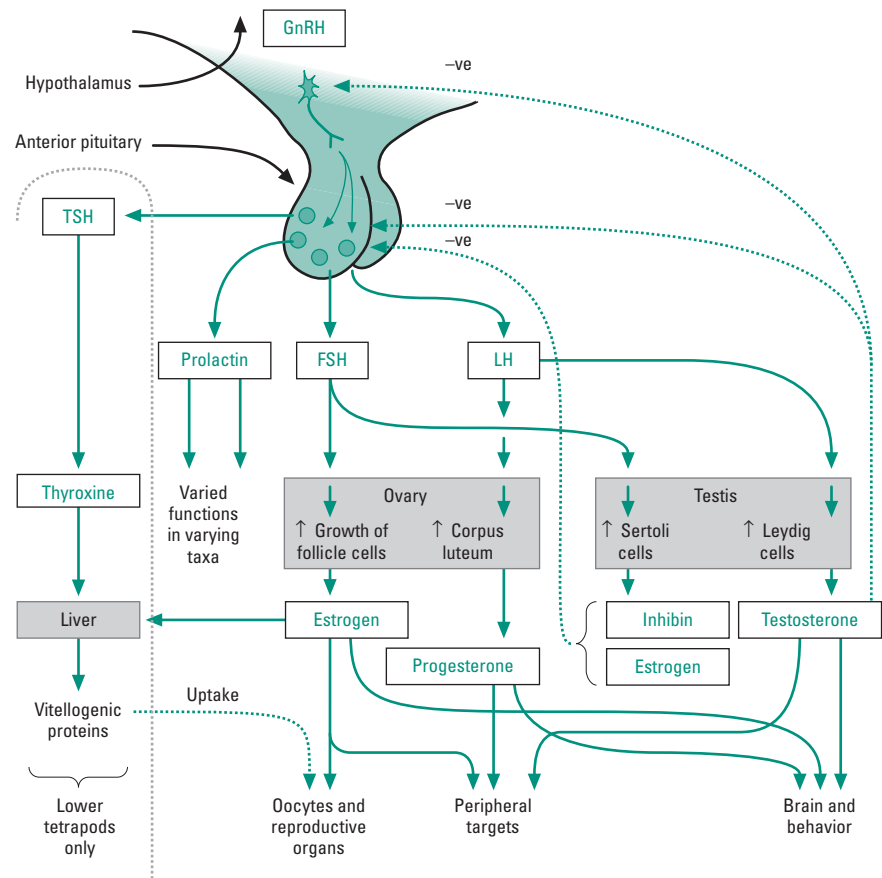 GnRH
–ve
Hypothalamus
Anterior pituitary
TSH
–ve
–ve
Prolactin
FSH
LH
Thyroxine
Varied
functions
in varying
taxa
Ovary
↑ Growth of
follicle cells
↑ Corpus
luteum
Testis
↑ Sertoli
cells
↑ Leydig
cells
Liver
Estrogen
Inhibin
Testosterone
Progesterone
Estrogen
Uptake
Vitellogenic
proteins
Lower
tetrapods
only
Oocytes and
reproductive
organs
Peripheral
targets
Brain and
behavior